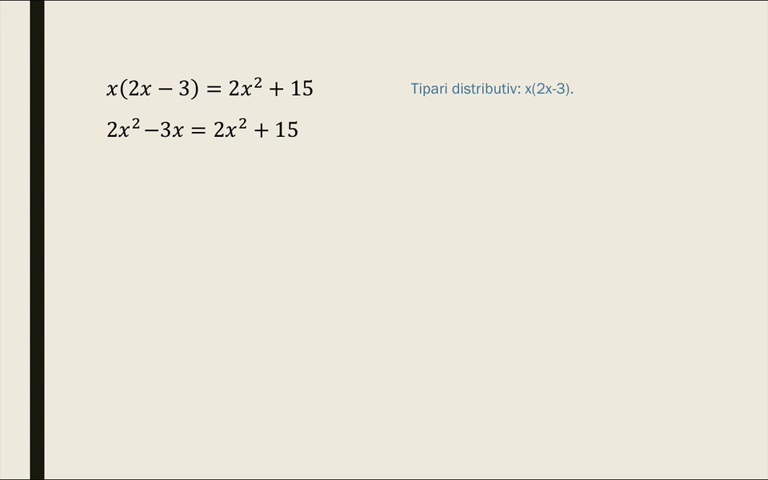 x(2x − 3) = 2x² + 15
Tipari distributiv: x(2x-3).
2x² −3x = 2x² + 15